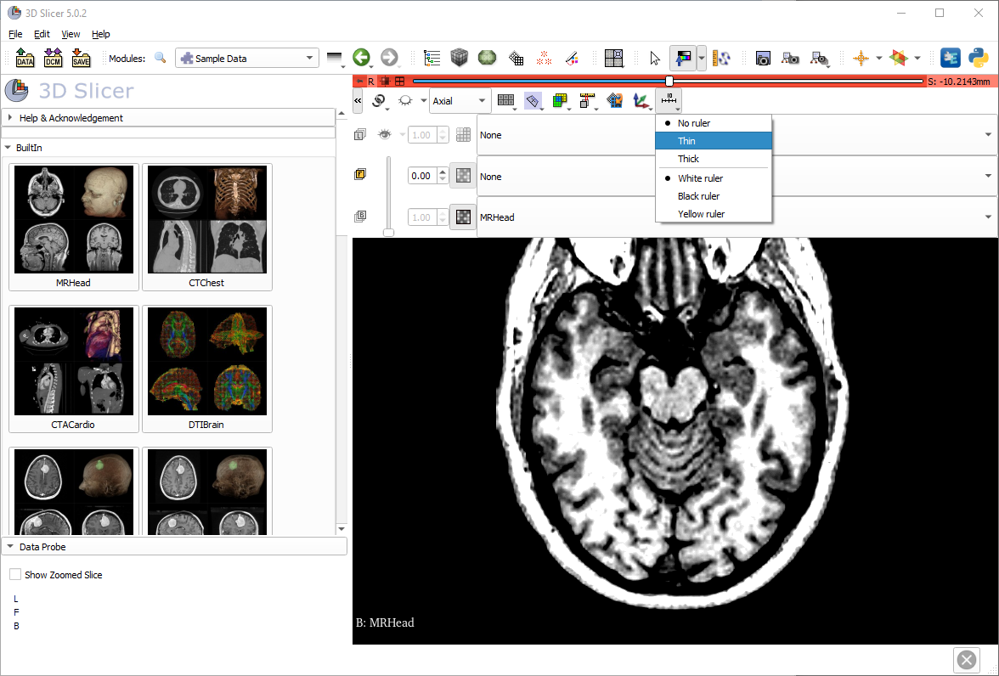 3D Slicer 5.0.2
File Edit View Help
DATA DCM SAVE Modules: Sample Data
R S: -10.2143mm
3D Slicer
Axial
Help & Acknowledgement
BuiltIn
MRHead
CTChest
CTACardio
DTIBrain
L 1.00 None
F 0.00 None
B 1.00 MRHead
No ruler
Thin
Thick
White ruler
Black ruler
Yellow ruler
B: MRHead
Data Probe
Show Zoomed Slice
L
F
B